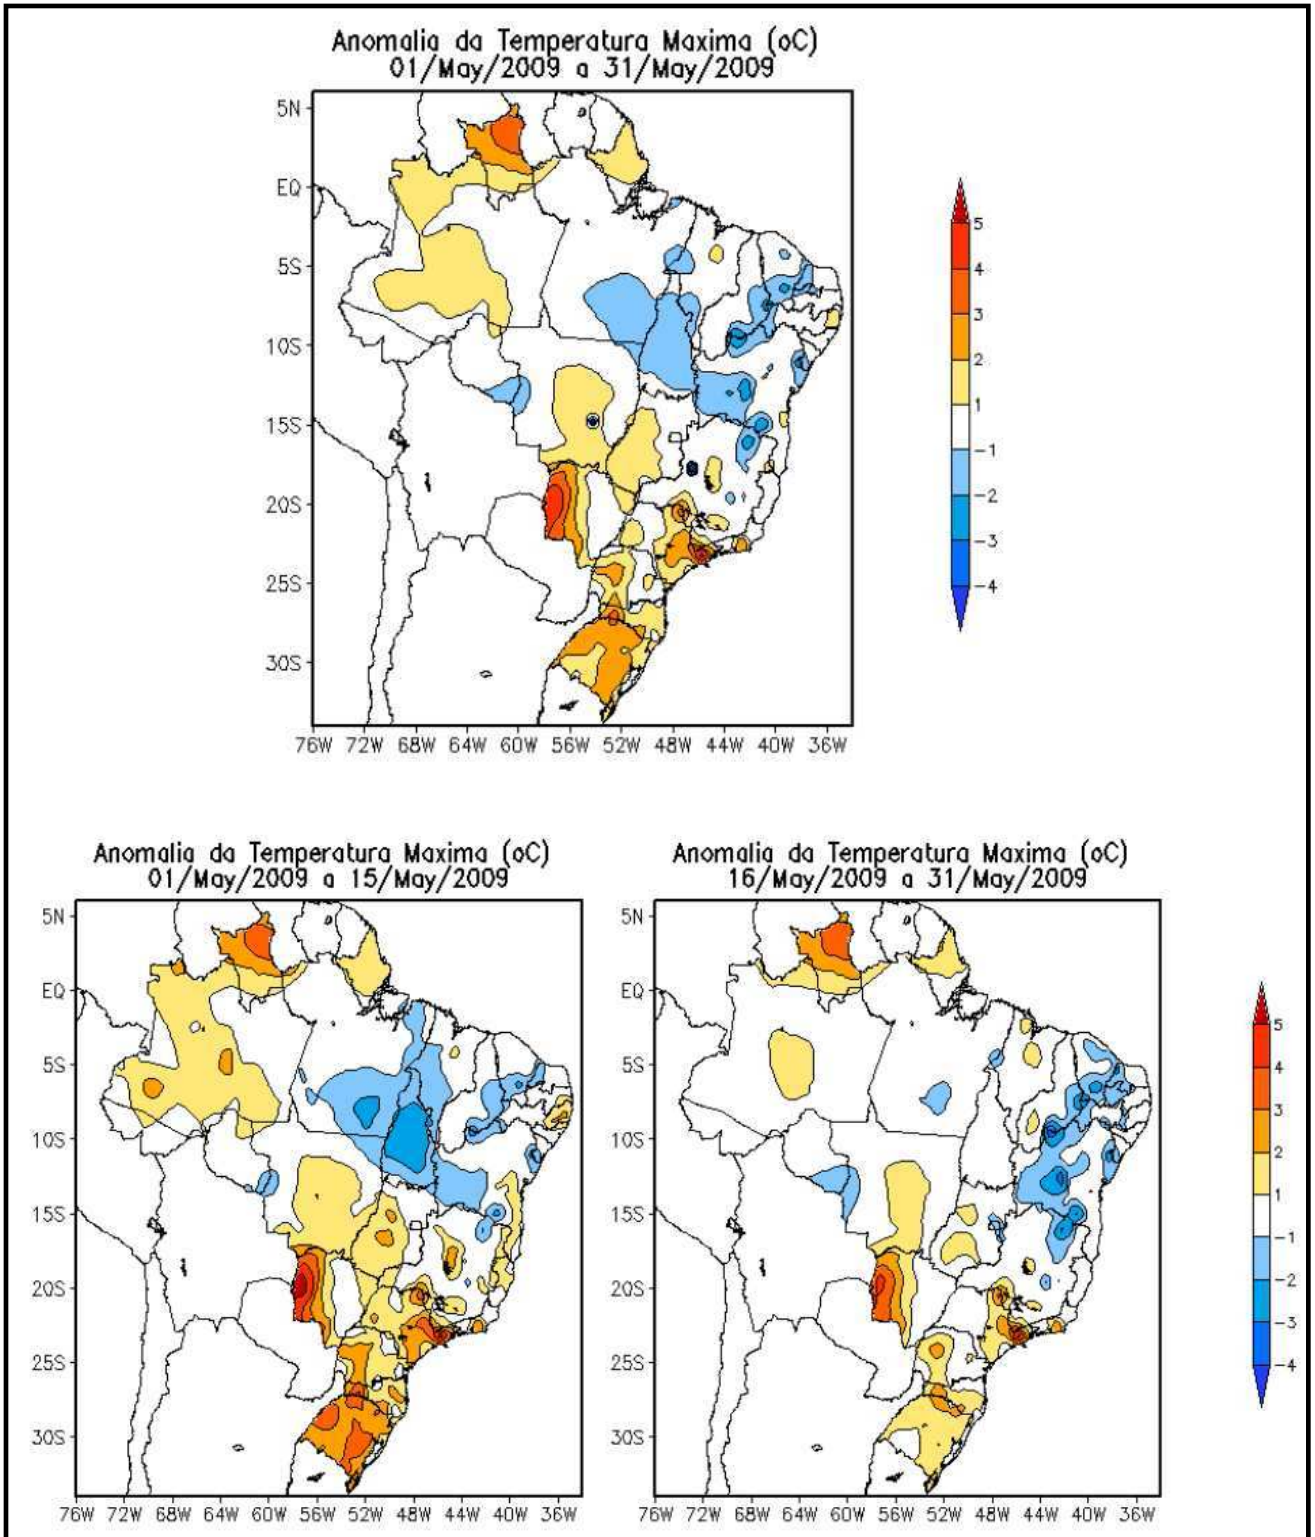 Anomalia da Temperatura Maxima (oC)
01/May/2009 a 31/May/2009
5N
EQ
5S
10S
15S
20S
25S
30S
76W 72W 68W 64W 60W 56W 52W 48W 44W 40W 36W
5
4
3
2
1
-1
-2
-3
-4
Anomalia da Temperatura Maxima (oC)
01/May/2009 a 15/May/2009
5N
EQ
5S
10S
15S
20S
25S
30S
76W 72W 68W 64W 60W 56W 52W 48W 44W 40W 36W
Anomalia da Temperatura Maxima (oC)
16/May/2009 a 31/May/2009
5N
EQ
5S
10S
15S
20S
25S
30S
76W 72W 68W 64W 60W 56W 52W 48W 44W 40W 36W
5
4
3
2
1
-1
-2
-3
-4